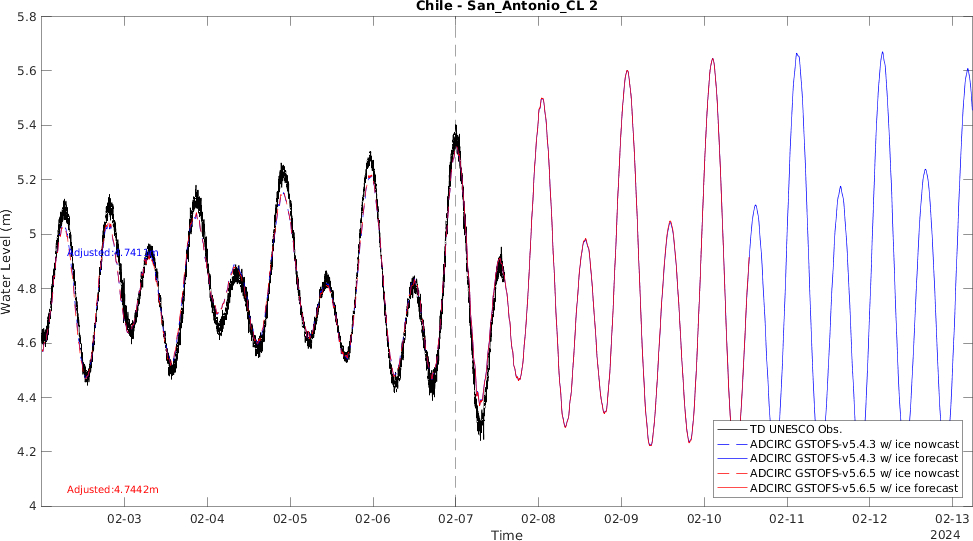 Chile - San_Antonio_CL 2
5.8
5.6
5.4
5.2
5
4.8
4.6
4.4
4.2
4
Water Level (m)
Adjusted:
Adjusted:4.7442m
TD UNESCO Obs.
ADCIRC GSTOFS-v5.4.3 w/ ice nowcast
ADCIRC GSTOFS-v5.4.3 w/ ice forecast
ADCIRC GSTOFS-v5.6.5 w/ ice nowcast
ADCIRC GSTOFS-v5.6.5 w/ ice forecast
02-03 02-04 02-05 02-06 02-07 02-08 02-09 02-10 02-11 02-12 02-13
Time
2024